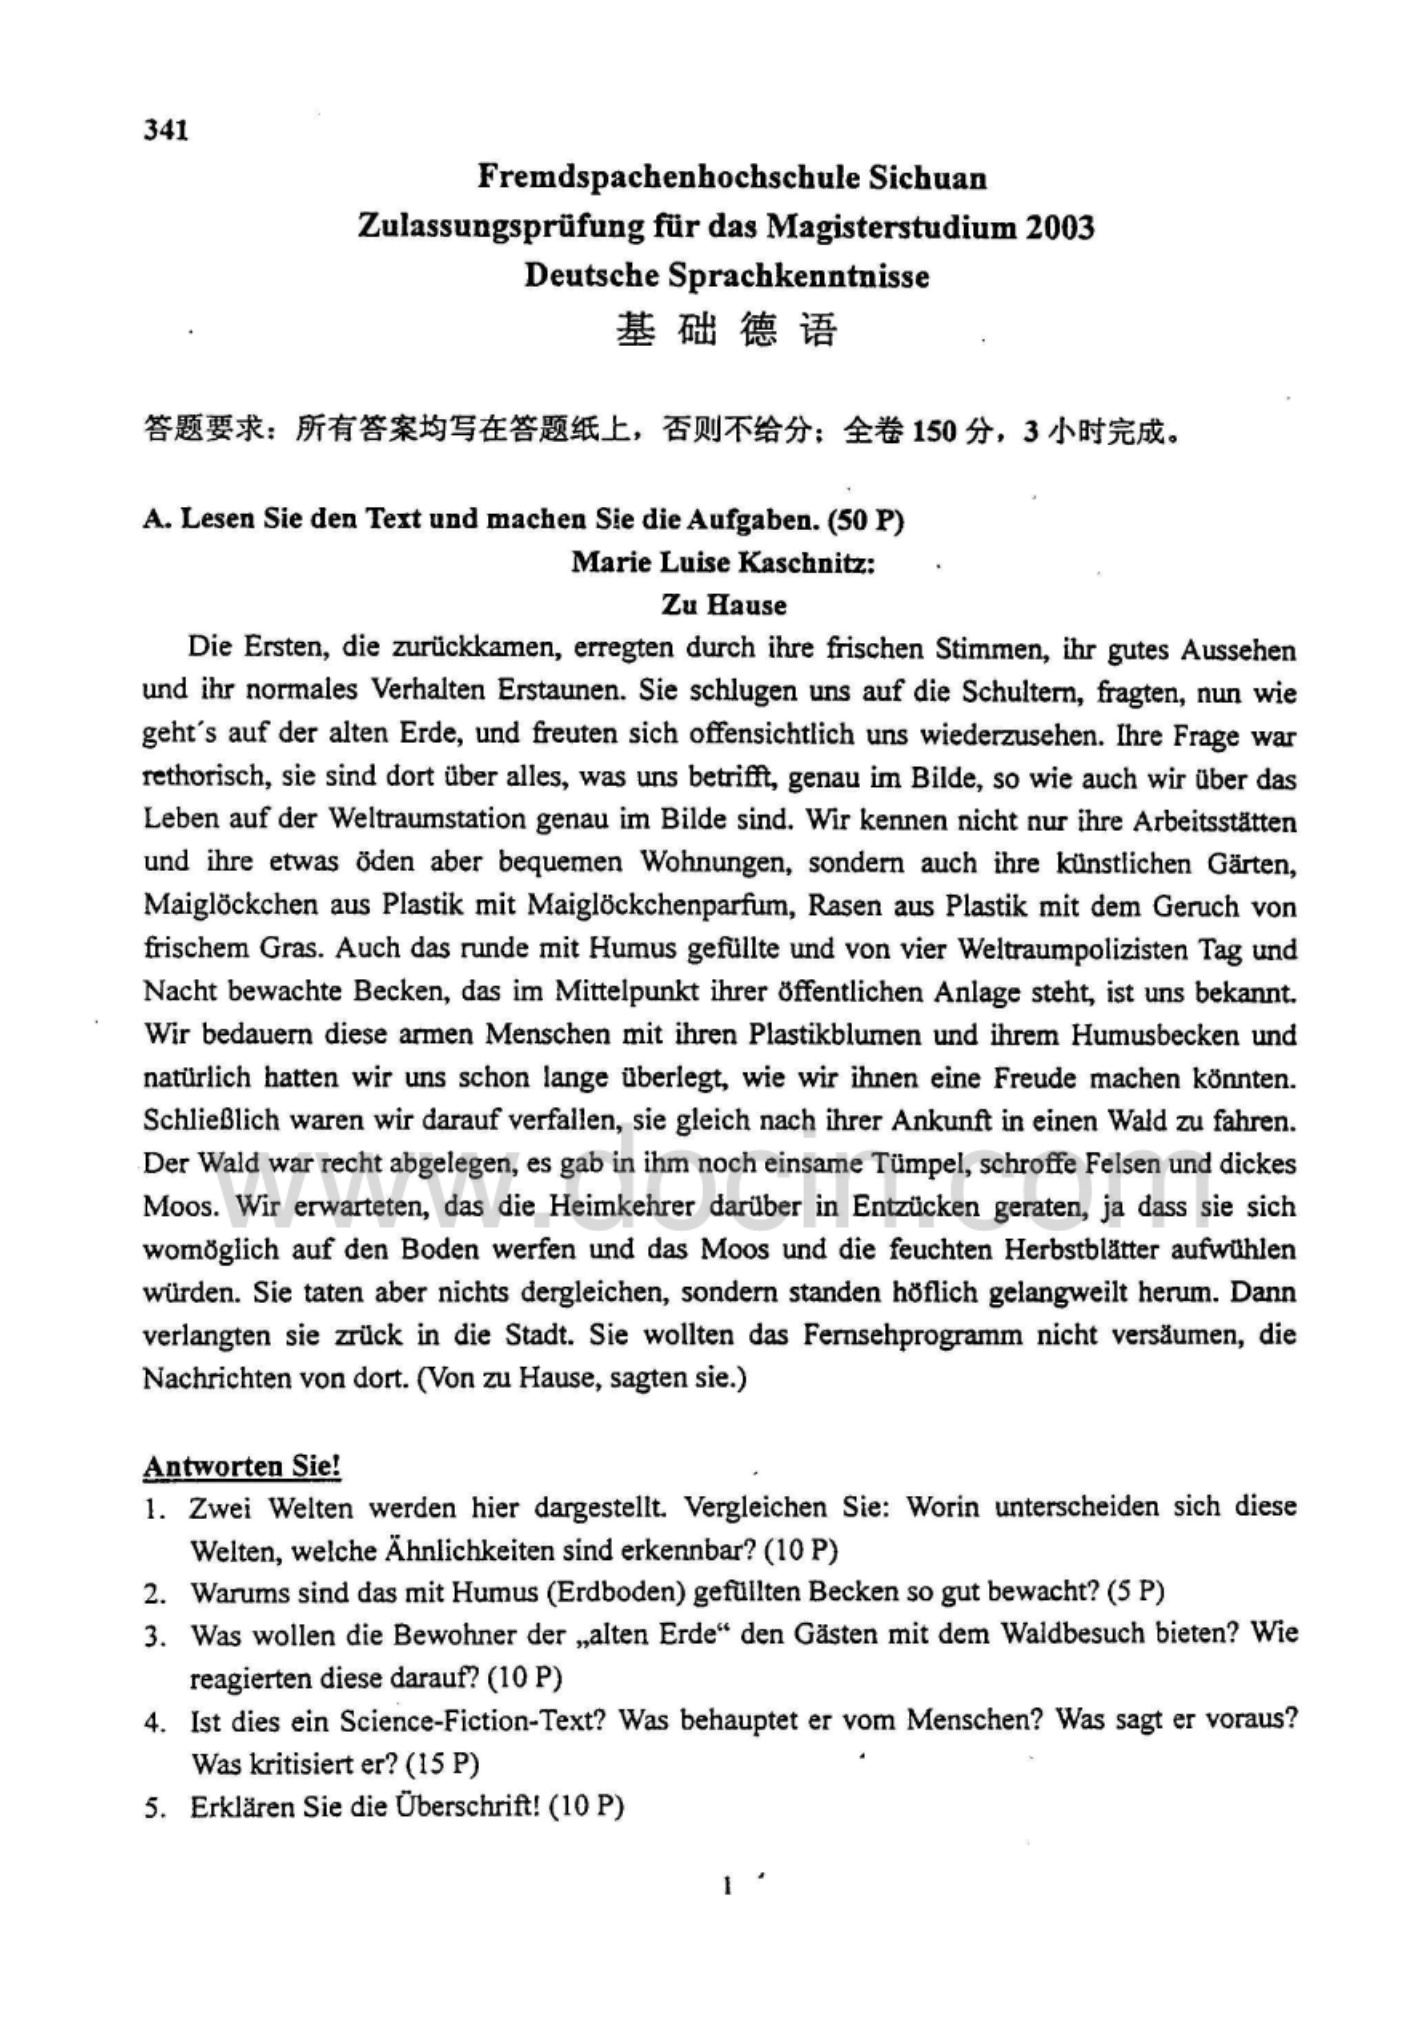 341
Fremdspachenhochschule Sichuan
Zulassungsprüfung für das Magisterstudium 2003
Deutsche Sprachkenntnisse
基 础 德 语
答题要求：所有答案均写在答题纸上，否则不给分；全卷 150 分，3 小时完成。
A. Lesen Sie den Text und machen Sie die Aufgaben. (50 P)
Marie Luise Kaschnitz:
Zu Hause
Die Ersten, die zurückkamen, erregten durch ihre frischen Stimmen, ihr gutes Aussehen
und ihr normales Verhalten Erstaunen. Sie schlugen uns auf die Schultern, fragten, nun wie
geht´s auf der alten Erde, und freuten sich offensichtlich uns wiederzusehen. Ihre Frage war
rethorisch, sie sind dort über alles, was uns betrifft, genau im Bilde, so wie auch wir über das
Leben auf der Weltraumstation genau im Bilde sind. Wir kennen nicht nur ihre Arbeitsstätten
und ihre etwas öden aber bequemen Wohnungen, sondern auch ihre künstlichen Gärten,
Maiglöckchen aus Plastik mit Maiglöckchenparfum, Rasen aus Plastik mit dem Geruch von
frischem Gras. Auch das runde mit Humus gefüllte und von vier Weltraumpolizisten Tag und
Nacht bewachte Becken, das im Mittelpunkt ihrer öffentlichen Anlage steht, ist uns bekannt.
Wir bedauern diese armen Menschen mit ihren Plastikblumen und ihrem Humusbecken und
natürlich hatten wir uns schon lange überlegt, wie wir ihnen eine Freude machen könnten.
Schließlich waren wir darauf verfallen, sie gleich nach ihrer Ankunft in einen Wald zu fahren.
Der Wald war recht abgelegen, es gab in ihm noch einsame Tümpel, schroffe Felsen und dickes
Moos. Wir erwarteten, das die Heimkehrer darüber in Entzücken geraten, ja dass sie sich
womöglich auf den Boden werfen und das Moos und die feuchten Herbstblätter aufwühlen
würden. Sie taten aber nichts dergleichen, sondern standen höflich gelangweilt herum. Dann
verlangten sie zrück in die Stadt. Sie wollten das Fernsehprogramm nicht versäumen, die
Nachrichten von dort. (Von zu Hause, sagten sie.)
www.docin.com
Antworten Sie!
1. Zwei Welten werden hier dargestellt. Vergleichen Sie: Worin unterscheiden sich diese
Welten, welche Ähnlichkeiten sind erkennbar? (10 P)
2. Warums sind das mit Humus (Erdboden) gefüllten Becken so gut bewacht? (5 P)
3. Was wollen die Bewohner der „alten Erde“ den Gästen mit dem Waldbesuch bieten? Wie
reagierten diese darauf? (10 P)
4. Ist dies ein Science-Fiction-Text? Was behauptet er vom Menschen? Was sagt er voraus?
Was kritisiert er? (15 P)
5. Erklären Sie die Überschrift! (10 P)
1